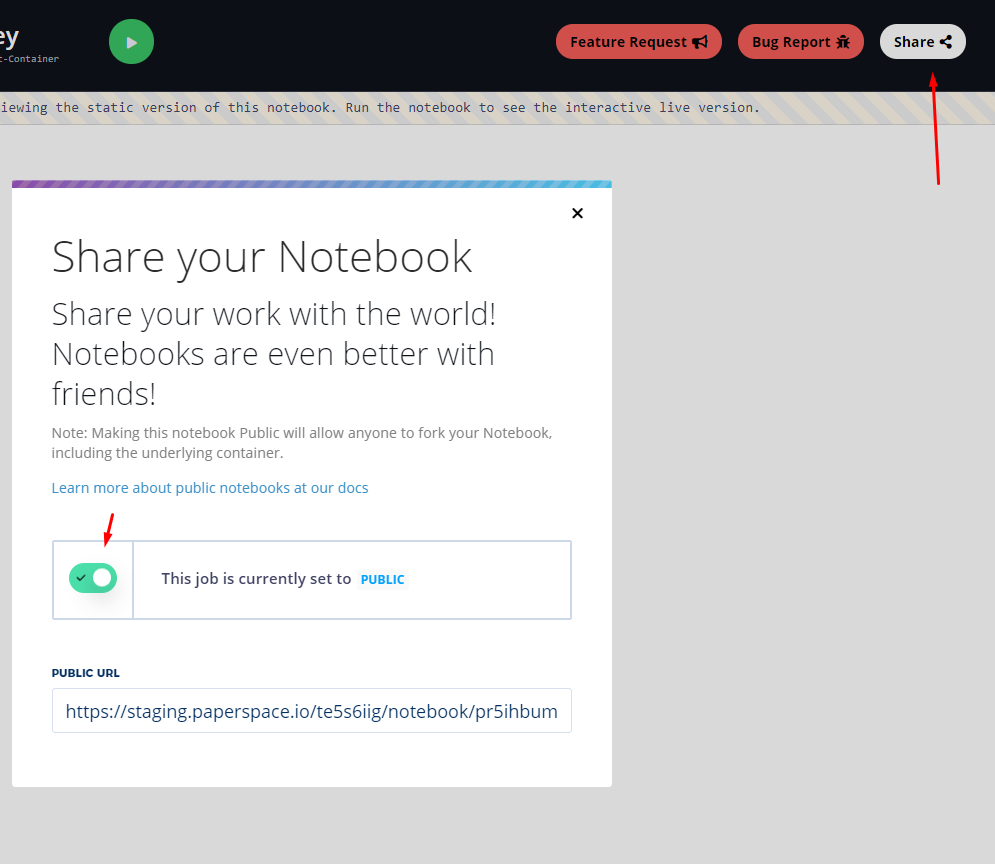 ey
t-Container
Feature Request
Bug Report
Share
iewing the static version of this notebook. Run the notebook to see the interactive live version.
Share your Notebook
Share your work with the world!
Notebooks are even better with
friends!
Note: Making this notebook Public will allow anyone to fork your Notebook,
including the underlying container.
Learn more about public notebooks at our docs
This job is currently set to PUBLIC
PUBLIC URL
https://staging.paperspace.io/te5s6iig/notebook/pr5ihbum